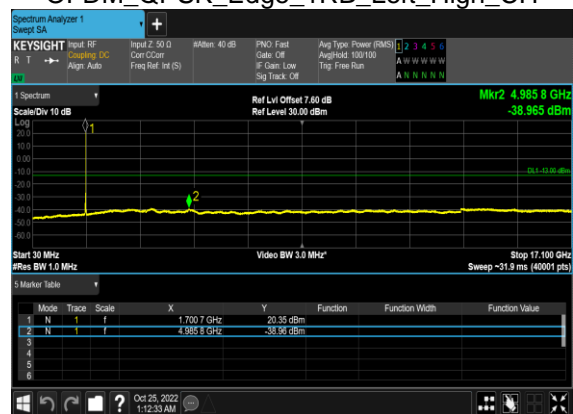 OFDM_QPSK_Edge_1RB_Left_High_CH
Spectrum Analyzer 1
Swept SA
KEYSIGHT Input: RF Input Z: 50 Ω #Atten: 40 dB PNO: Fast Avg Type: Power (RMS) 1 2 3 4 5 6
R T Coupling: DC Corr CCorr Gate: Off Avg|Hold: 100/100 A W W W W W
Align: Auto Freq Ref: Int (S) IF Gain: Low Trig: Free Run
LW Sig Track: Off A N N N N N
1 Spectrum Ref Lvl Offset 7.60 dB Mkr2 4.985 8 GHz
Scale/Div 10 dB Ref Level 30.00 dBm -38.965 dBm
Log
1
20.0
10.0
0.00
-10.0
DL1 -13.00 dBm
-20.0
-30.0
2
-40.0
-50.0
-60.0
Start 30 MHz Video BW 3.0 MHz* Stop 17.100 GHz
#Res BW 1.0 MHz Sweep ~31.9 ms (40001 pts)
5 Marker Table
Mode Trace Scale X Y Function Function Width Function Value
1 N 1 f 1.700 7 GHz 20.35 dBm
2 N 1 f 4.985 8 GHz -38.96 dBm
3
4
5
6
? Oct 25, 2022
1:12:33 AM